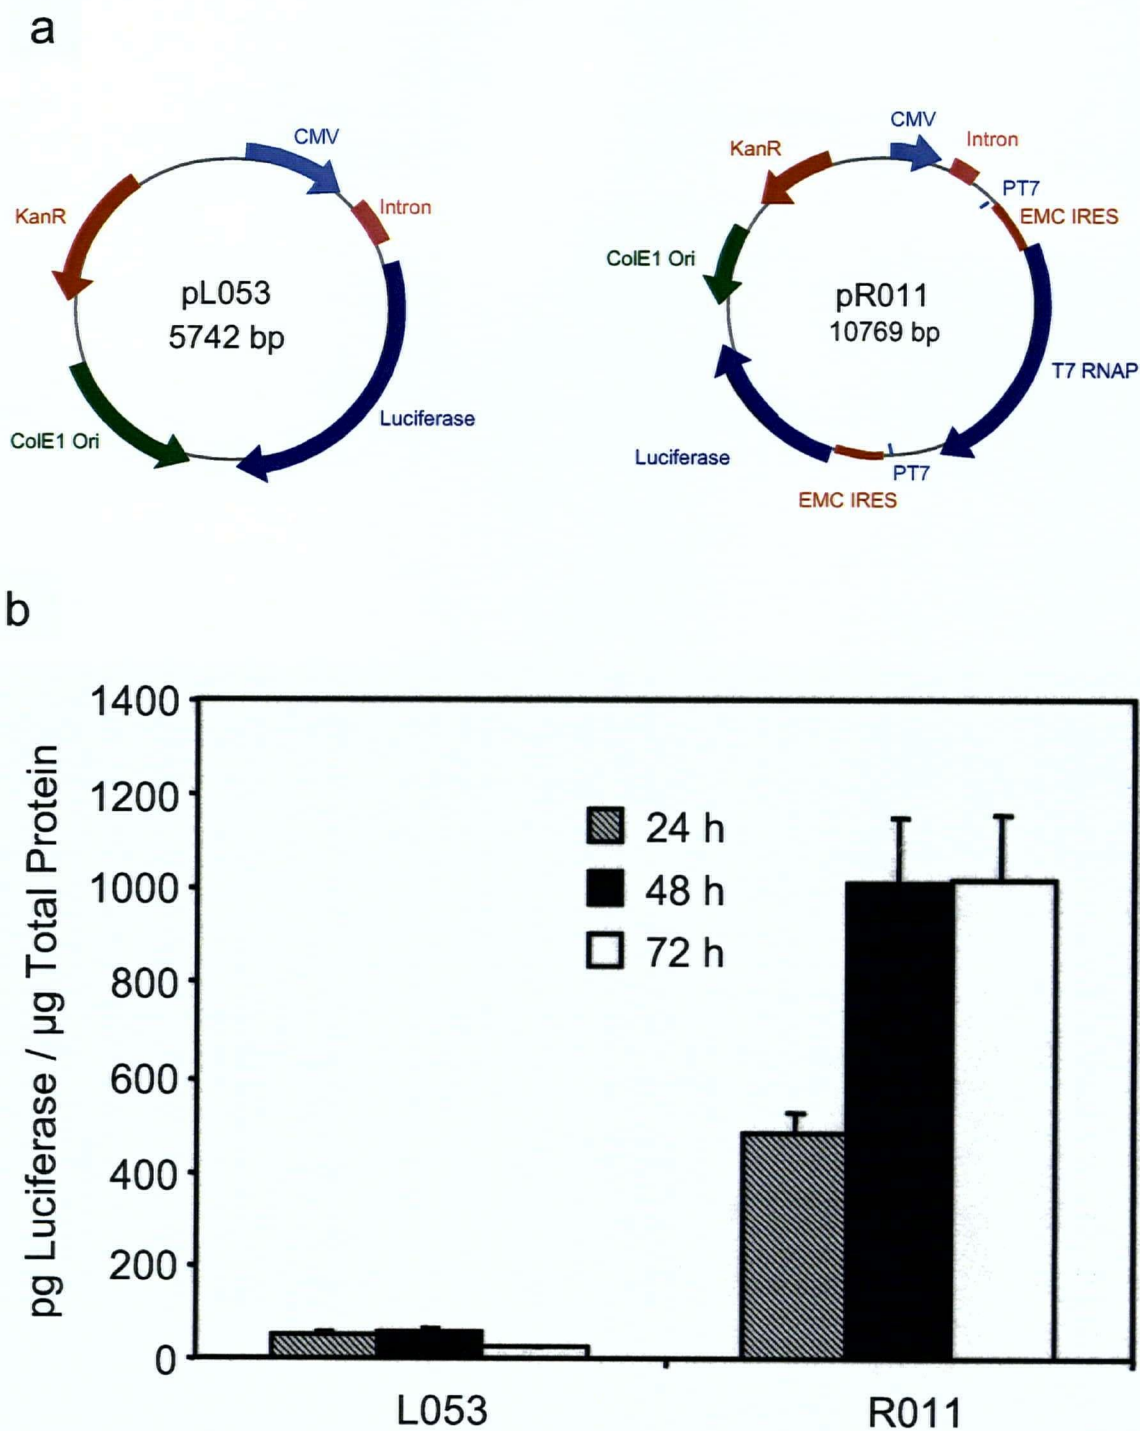 a
CMV
Intron
KanR
pL053
5742 bp
Luciferase
ColE1 Ori
CMV
Intron
KanR
PT7
EMC IRES
ColE1 Ori
pR011
10769 bp
T7 RNAP
Luciferase
PT7
EMC IRES
b
pg Luciferase / µg Total Protein
1400
1200
1000
800
600
400
200
0
24 h
48 h
72 h
L053
R011